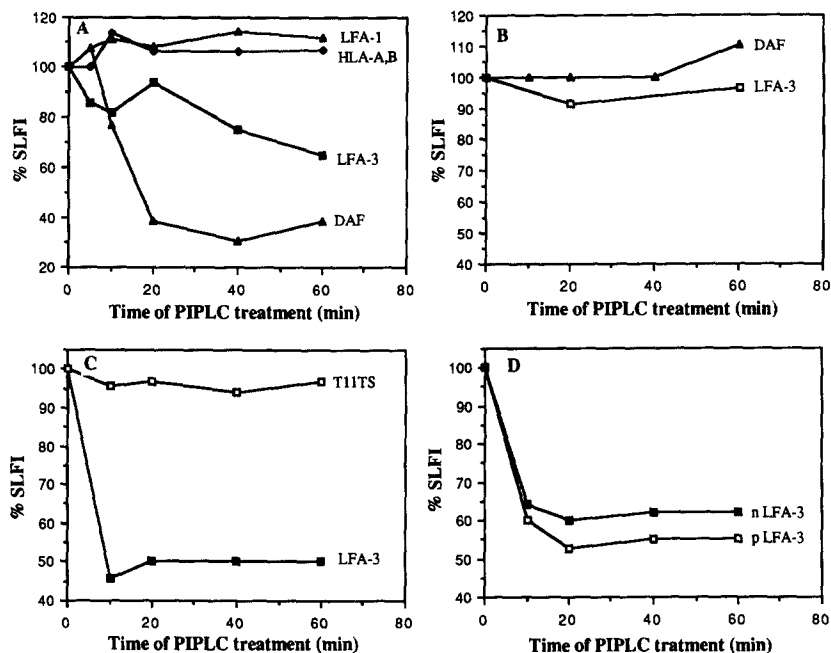 A
LFA-1
HLA-A,B
LFA-3
DAF
% SLFI
120
100
80
60
40
20
0 20 40 60 80
Time of PIPLC treatment (min)
B
DAF
LFA-3
% SLFI
120
110
100
90
80
70
60
50
40
0 20 40 60 80
Time of PIPLC treatment (min)
C
T11TS
LFA-3
% SLFI
100
90
80
70
60
50
40
0 20 40 60 80
Time of PIPLC treatment (min)
D
n LFA-3
p LFA-3
% SLFI
100
90
80
70
60
50
40
0 20 40 60 80
Time of PIPLC tratment (min)